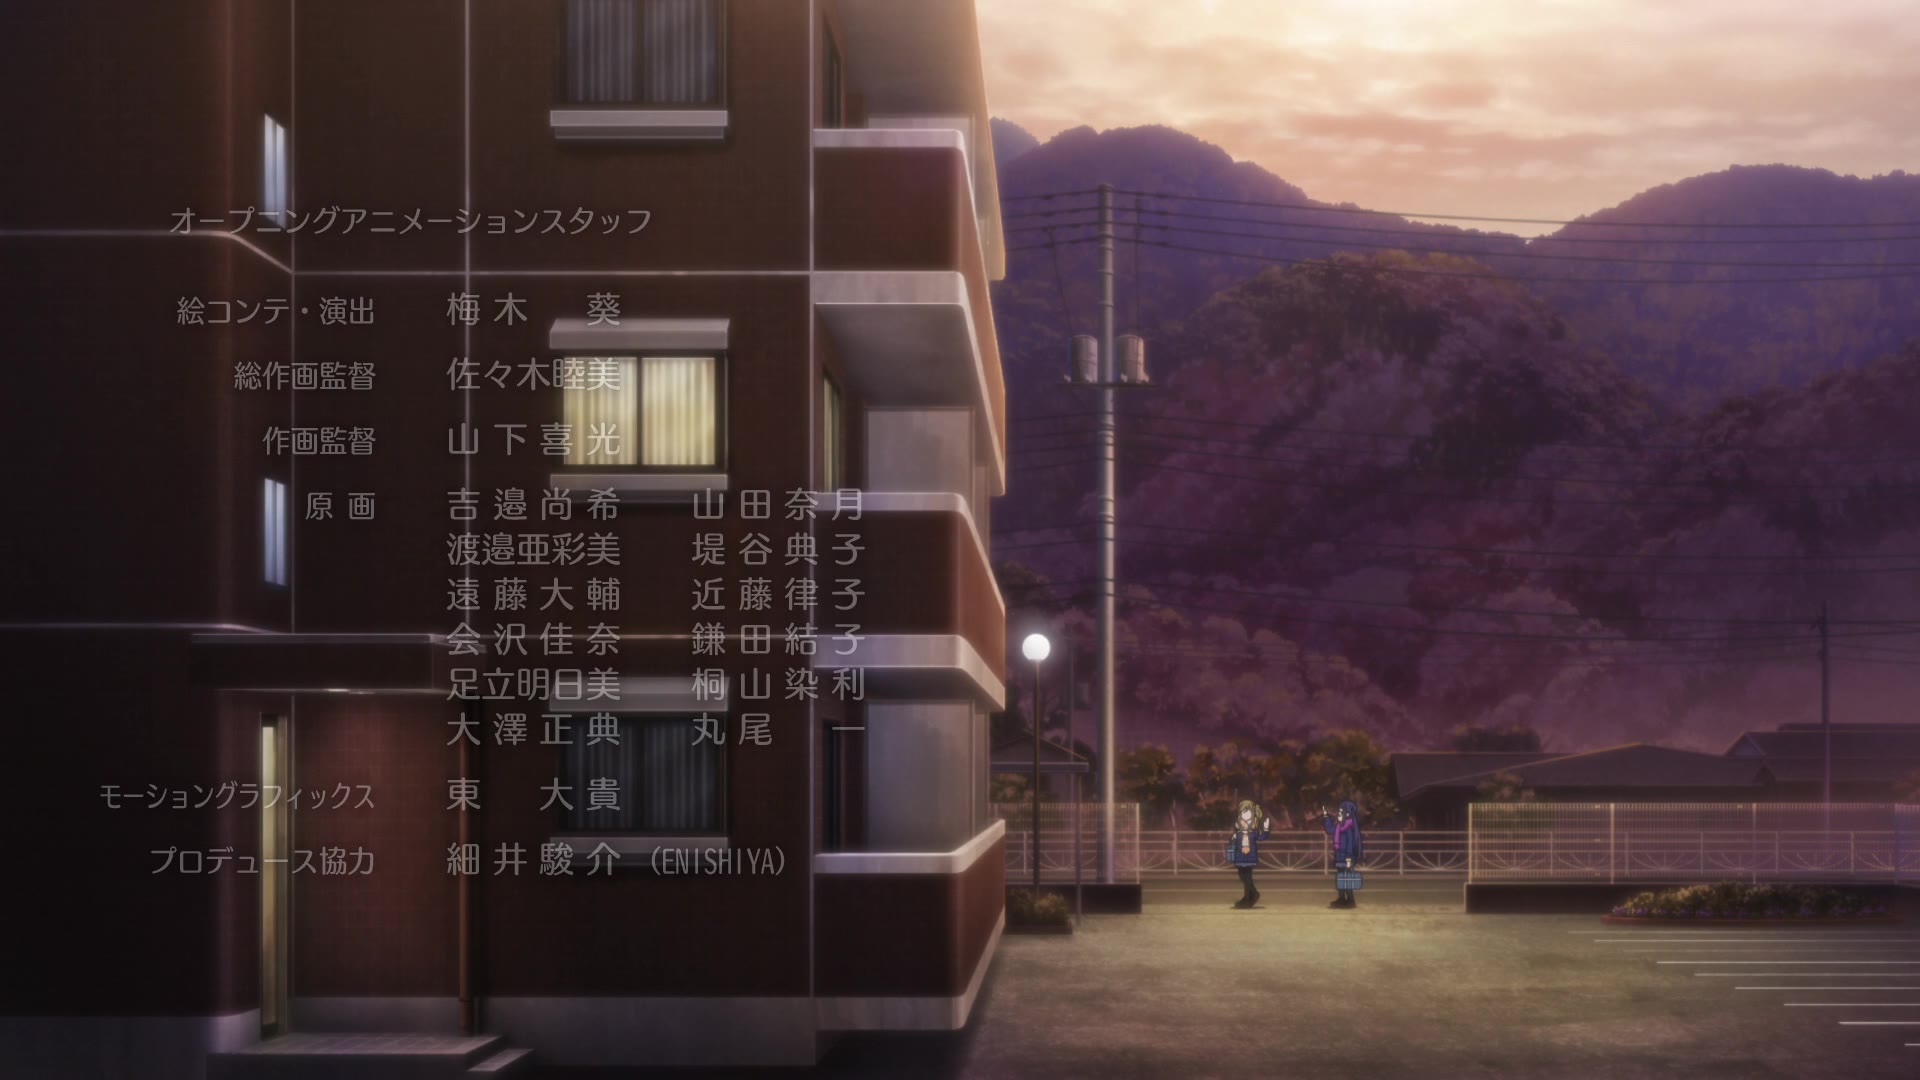 オープニングアニメーションスタッフ
絵コンテ・演出 梅木 葵
総作画監督 佐々木睦美
作画監督 山下喜光
原画 吉邉尚希 山田奈月
渡邉亜彩美 堤谷典子
遠藤大輔 近藤律子
会沢佳奈 鎌田結子
足立明日美 桐山染利
大澤正典 丸尾 一
モーショングラフィックス 東 大貴
プロデュース協力 細井駿介 (ENISHIYA)